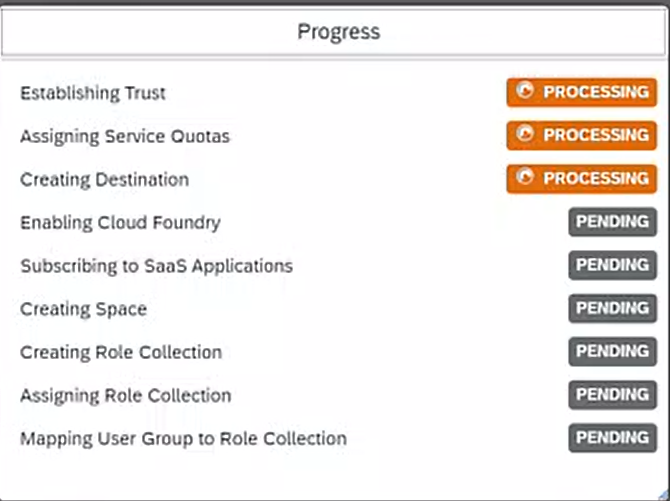 Progress
Establishing Trust PROCESSING
Assigning Service Quotas PROCESSING
Creating Destination PROCESSING
Enabling Cloud Foundry PENDING
Subscribing to SaaS Applications PENDING
Creating Space PENDING
Creating Role Collection PENDING
Assigning Role Collection PENDING
Mapping User Group to Role Collection PENDING